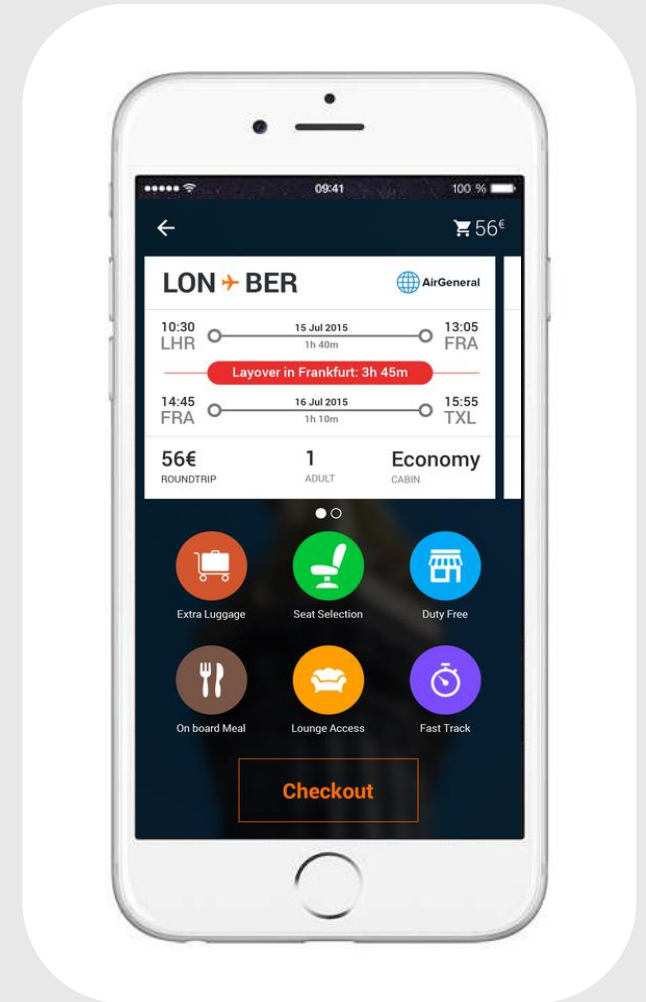 09:41
100 %
56€
LON BER
AirGeneral
10:30 15 Jul 2015 13:05
LHR 1h 40m FRA
Layover in Frankfurt: 3h 45m
14:45 16 Jul 2015 15:55
FRA 1h 10m TXL
56€ 1 Economy
ROUNDTRIP ADULT CABIN
Extra Luggage Seat Selection Duty Free
On board Meal Lounge Access Fast Track
Checkout